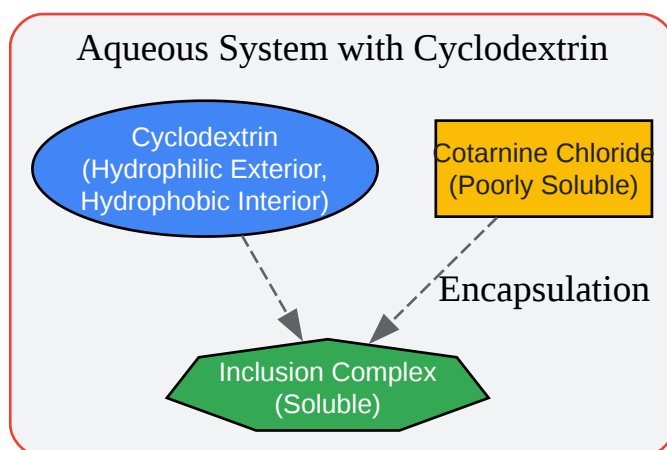 Aqueous System with Cyclodextrin
Cyclodextrin
(Hydrophilic Exterior,
Hydrophobic Interior)
Cotarnine Chloride
(Poorly Soluble)
Encapsulation
Inclusion Complex
(Soluble)